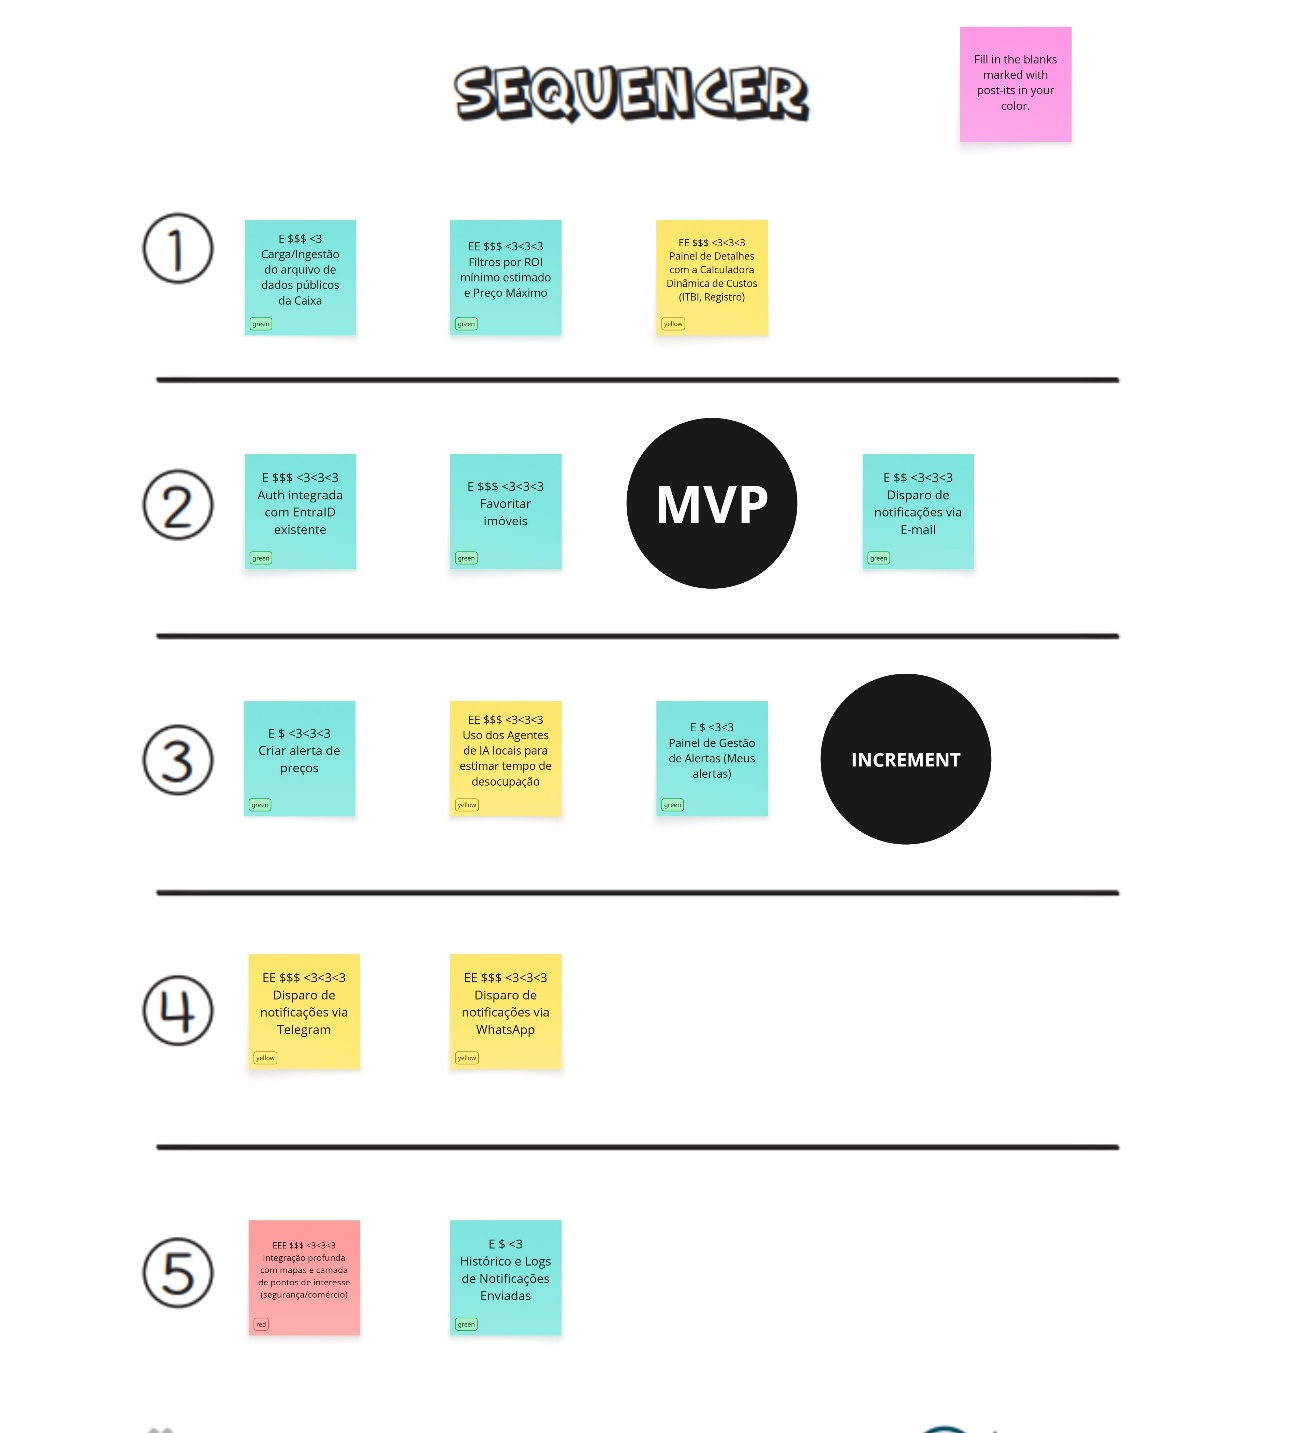 SEQUENCER
Fill in the blanks
marked with
post-its in your
color.
1
E $$$ <3
Carga/Ingestão
do arquivo de
dados públicos
da Caixa
green
EE $$$ <3<3<3
Filtros por ROI
mínimo estimado
e Preço Máximo
green
EE $$$ <3<3<3
Painel de Detalhes
com a Calculadora
Dinâmica de Custos
(ITBI, Registro)
yellow
2
E $$$ <3<3<3
Auth integrada
com EntraID
existente
green
E $$$ <3<3<3
Favoritar
imóveis
green
MVP
E $$ <3<3<3
Disparo de
notificações via
E-mail
green
3
E $ <3<3<3
Criar alerta de
preços
green
EE $$$ <3<3<3
Uso dos Agentes
de IA locais para
estimar tempo de
desocupação
yellow
E $ <3<3
Painel de Gestão
de Alertas (Meus
alertas)
green
INCREMENT
4
EE $$$ <3<3<3
Disparo de
notificações via
Telegram
yellow
EE $$$ <3<3<3
Disparo de
notificações via
WhatsApp
yellow
5
EEE $$$ <3<3<3
Integração profunda
com mapas e camada
de pontos de interesse
(segurança/comércio)
red
E $ <3
Histórico e Logs
de Notificações
Enviadas
green